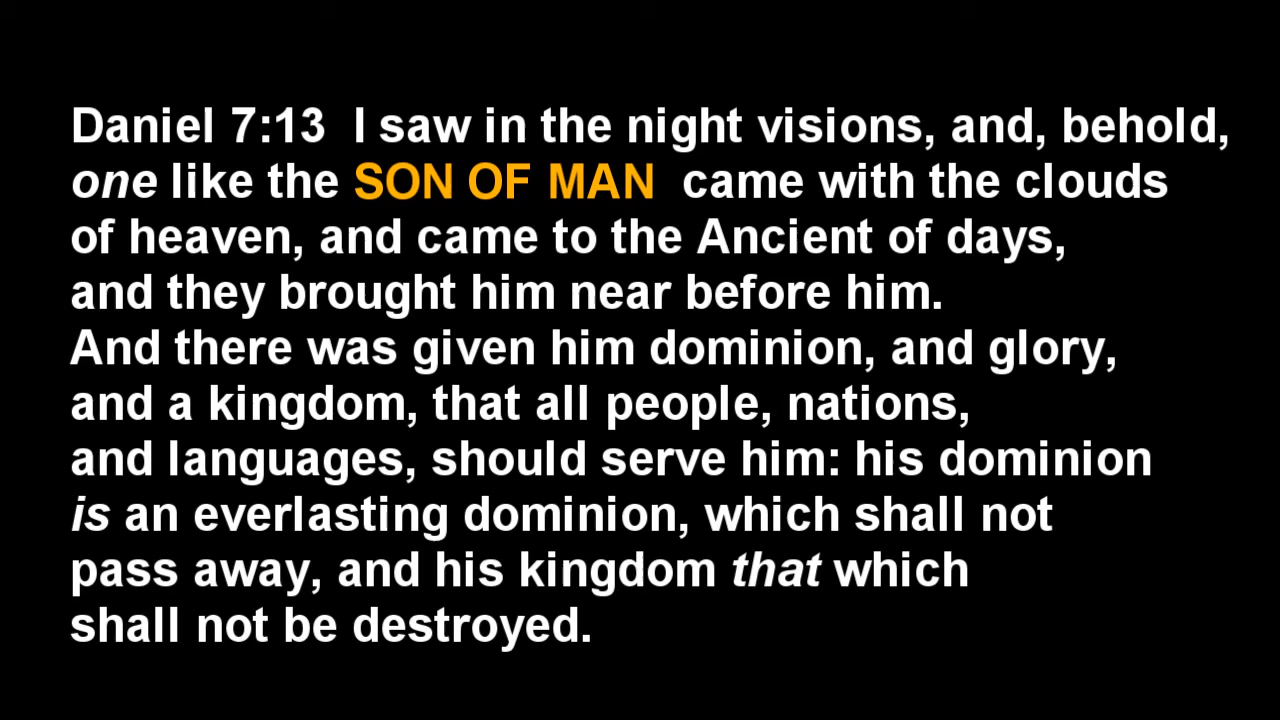 Daniel 7:13  I saw in the night visions, and, behold,
one like the SON OF MAN  came with the clouds
of heaven, and came to the Ancient of days,
and they brought him near before him.
And there was given him dominion, and glory,
and a kingdom, that all people, nations,
and languages, should serve him: his dominion
is an everlasting dominion, which shall not
pass away, and his kingdom that which
shall not be destroyed.